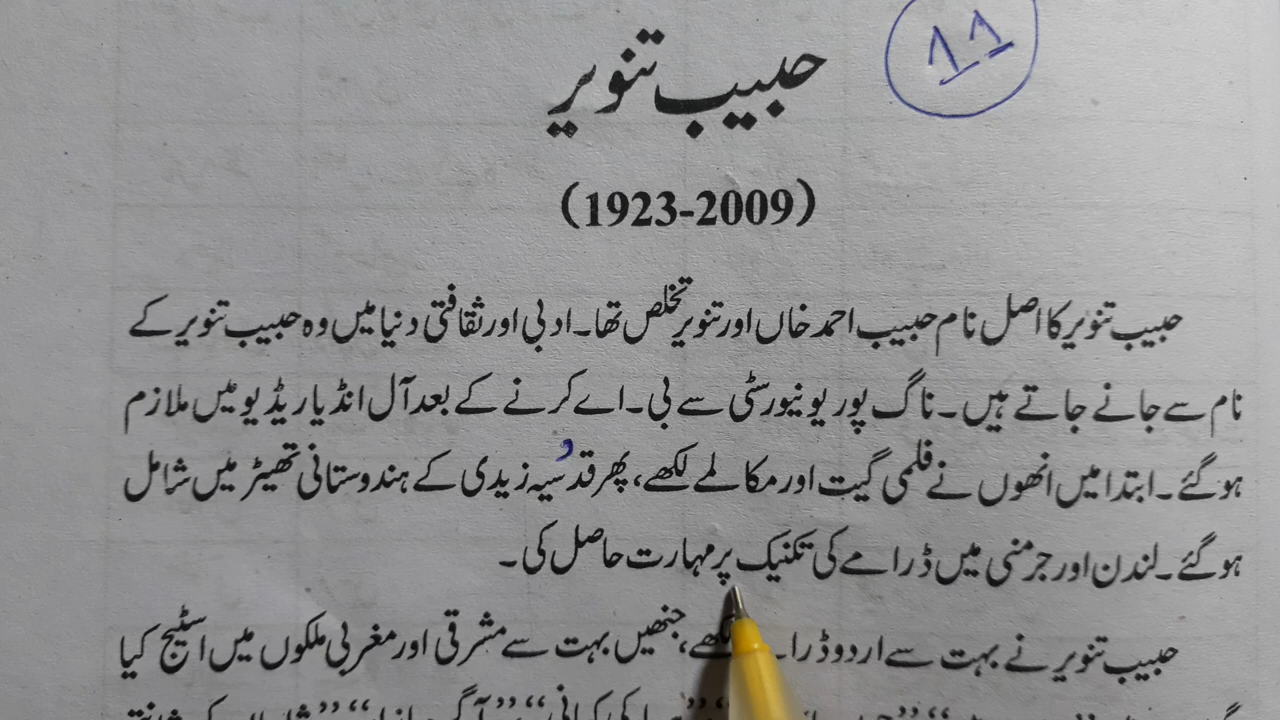 11
حبیب تنویر
(1923-2009)
حبیب تنویر کا اصل نام حبیب احمد خاں اور تنویر تخلص تھا۔ ادبی اور ثقافتی دنیا میں وہ حبیب تنویر کے
نام سے جانے جاتے ہیں۔ ناگ پور یونیورسٹی سے بی۔اے کرنے کے بعد آل انڈیا ریڈیو میں ملازم
ہوگئے۔ ابتدا میں انھوں نے فلمی گیت اور مکالمے لکھے، پھر قدسیہ زیدی کے ہندوستانی تھیٹر میں شامل
ہوگئے۔ لندن اور جرمنی میں ڈرامے کی تکنیک پر مہارت حاصل کی۔
حبیب تنویر نے بہت سے اردو جنھیں بہت سے مشرقی اور مغربی ملکوں میں اسٹیج کیا